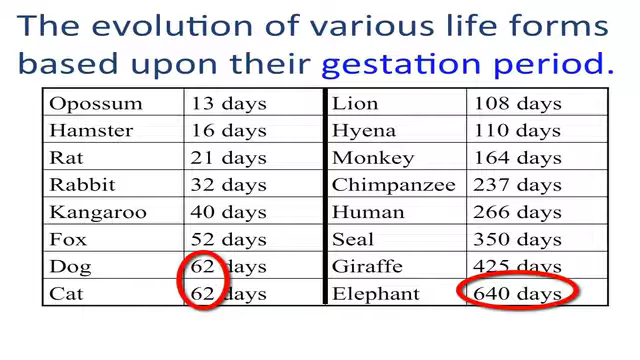 The evolution of various life forms
based upon their gestation period.
Opossum 13 days Lion 108 days
Hamster 16 days Hyena 110 days
Rat 21 days Monkey 164 days
Rabbit 32 days Chimpanzee 237 days
Kangaroo 40 days Human 266 days
Fox 52 days Seal 350 days
Dog 62 days Giraffe 425 days
Cat 62 days Elephant 640 days